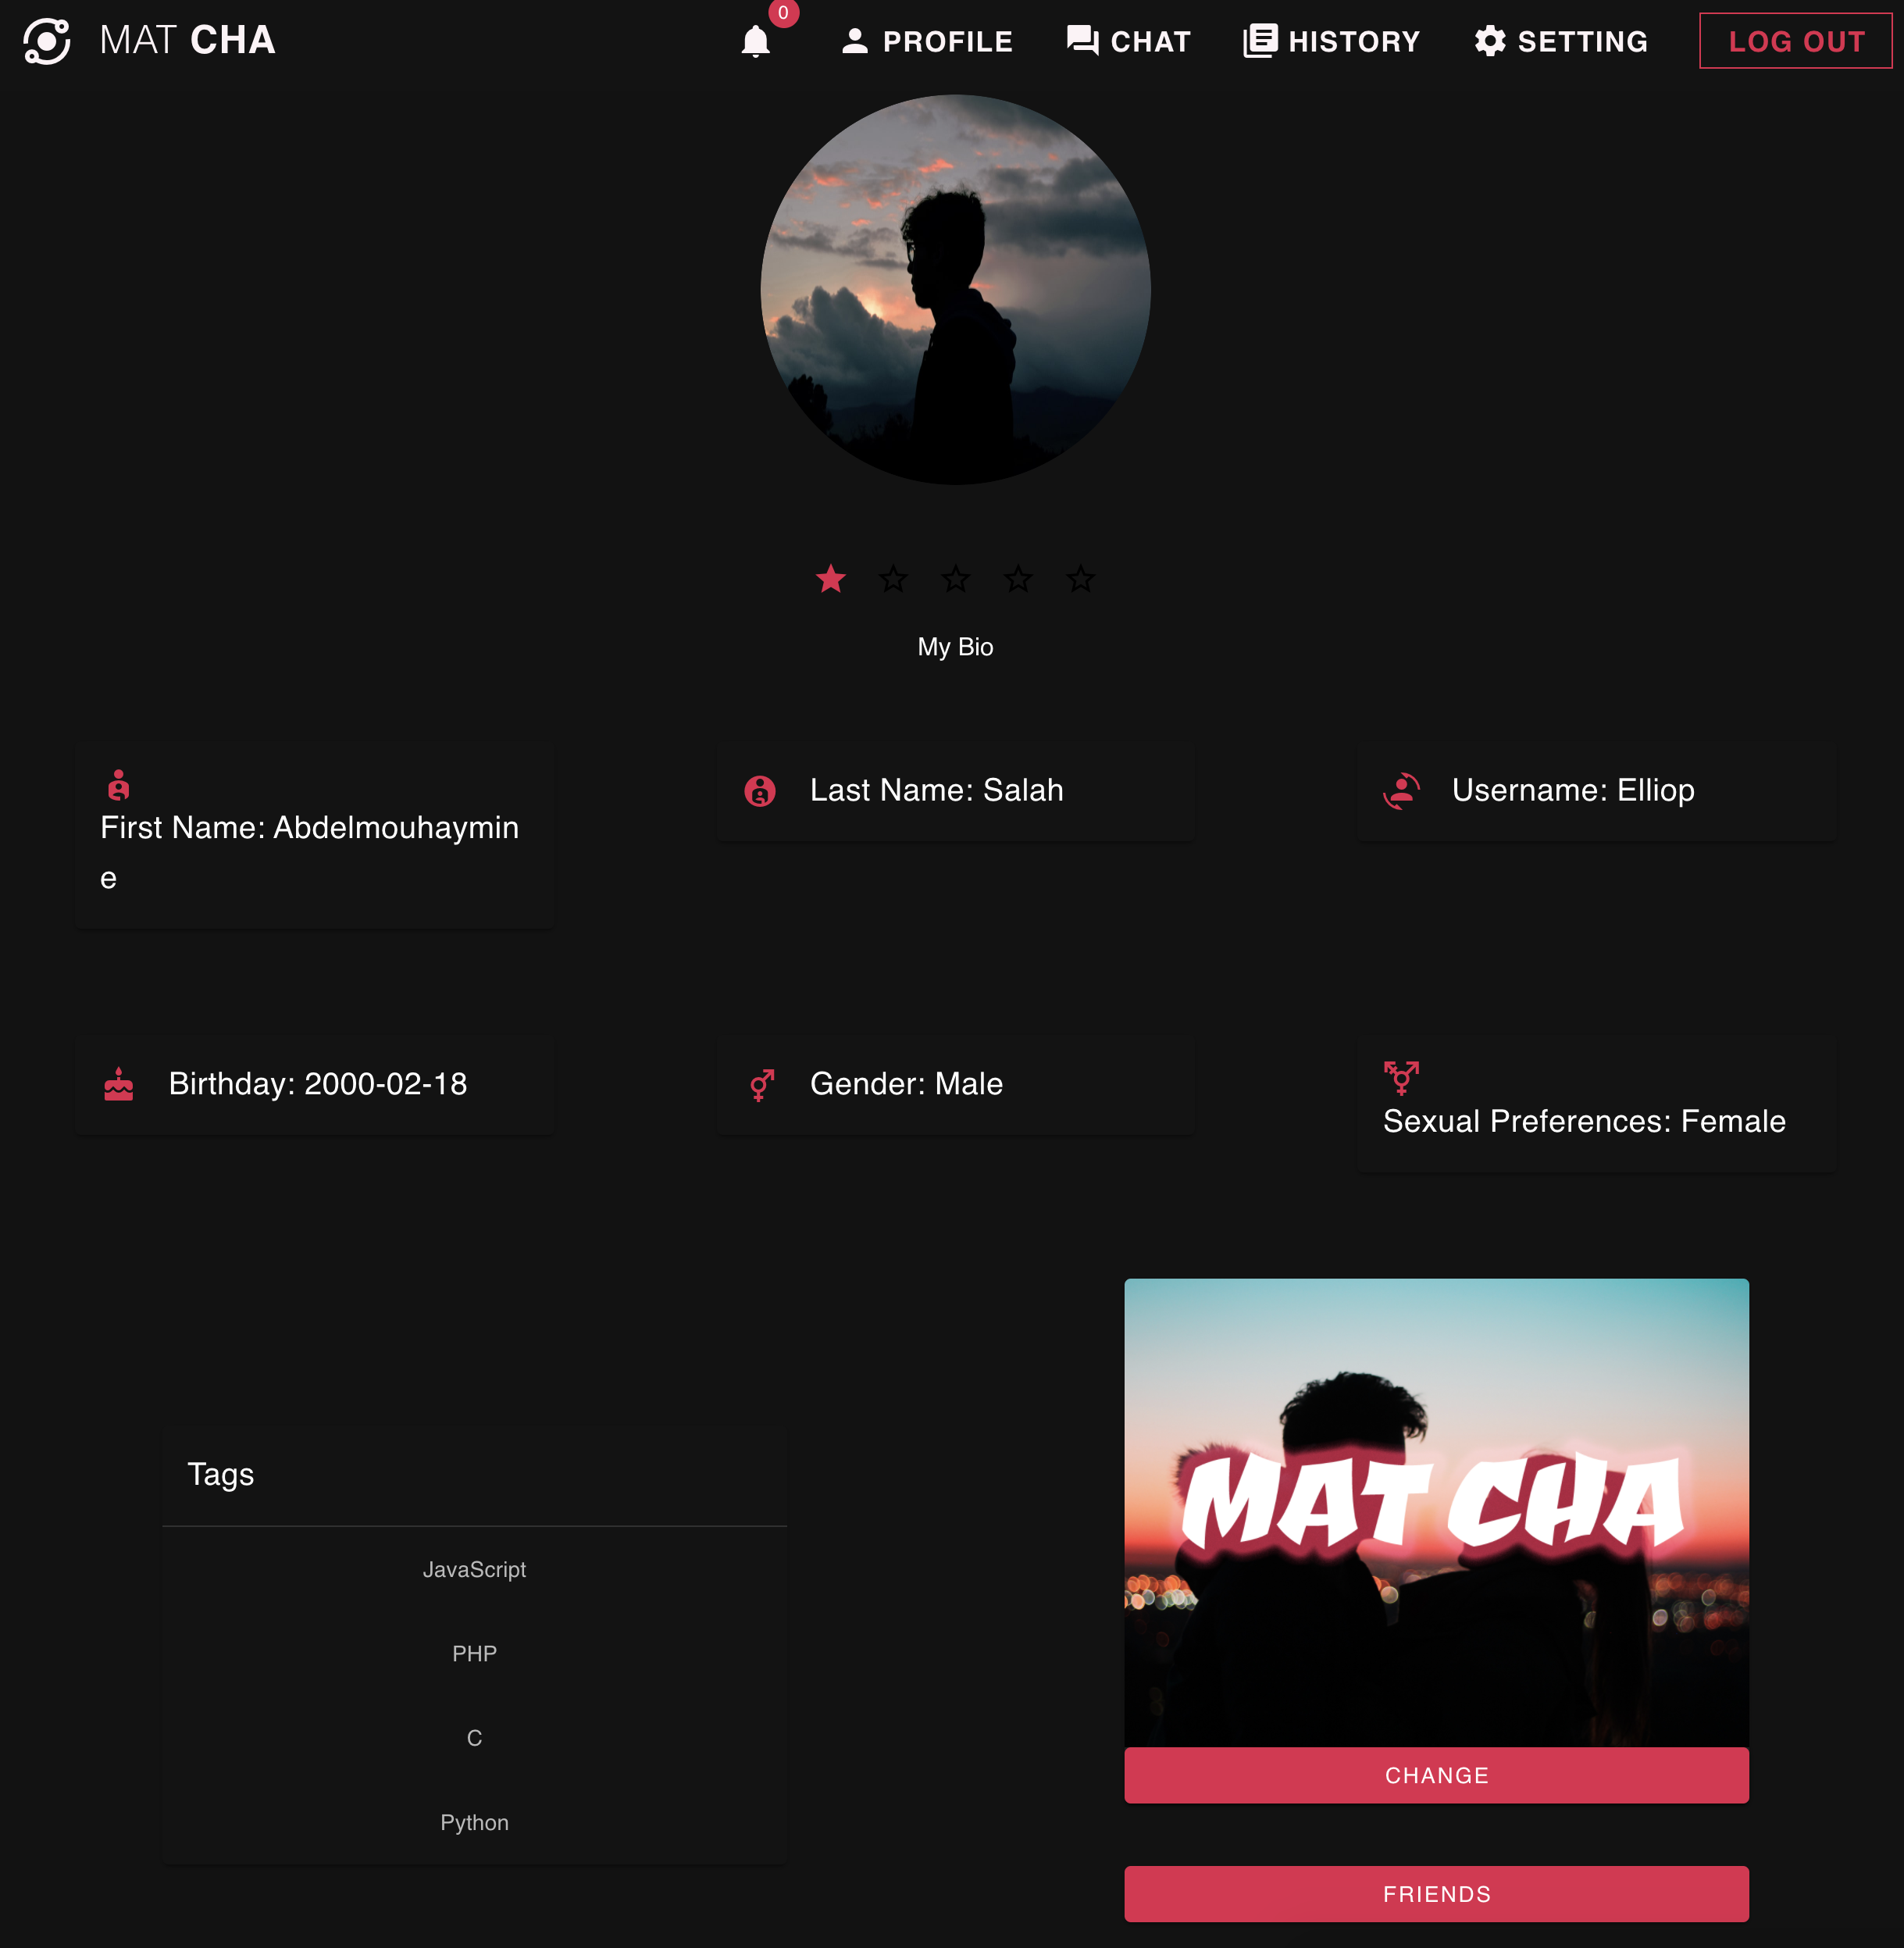 MAT CHA
0
PROFILE
CHAT
HISTORY
SETTING
LOG OUT
My Bio
First Name: Abdelmouhaymin
e
Last Name: Salah
Username: Elliop
Birthday: 2000-02-18
Gender: Male
Sexual Preferences: Female
Tags
JavaScript
PHP
C
Python
MAT CHA
CHANGE
FRIENDS